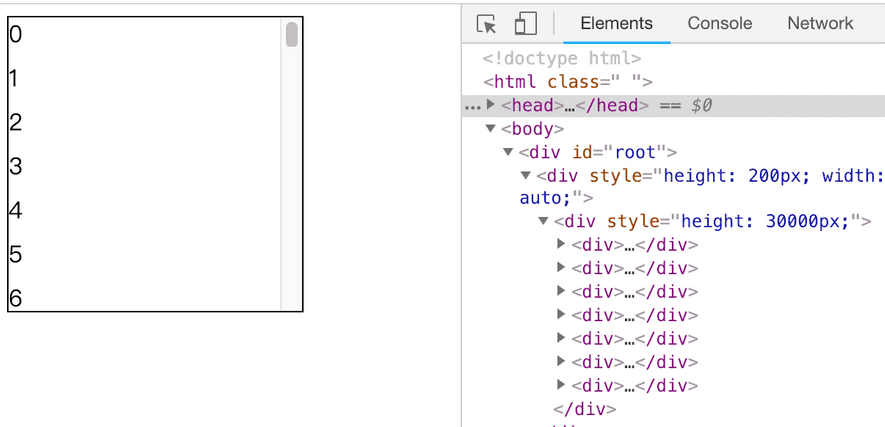 0
1
2
3
4
5
6
Elements Console Network
<!doctype html>
<html class=" ">
…<head>…</head> == $0
<body>
<div id="root">
<div style="height: 200px; width:
auto;">
<div style="height: 30000px;">
<div>…</div>
<div>…</div>
<div>…</div>
<div>…</div>
<div>…</div>
<div>…</div>
<div>…</div>
</div>